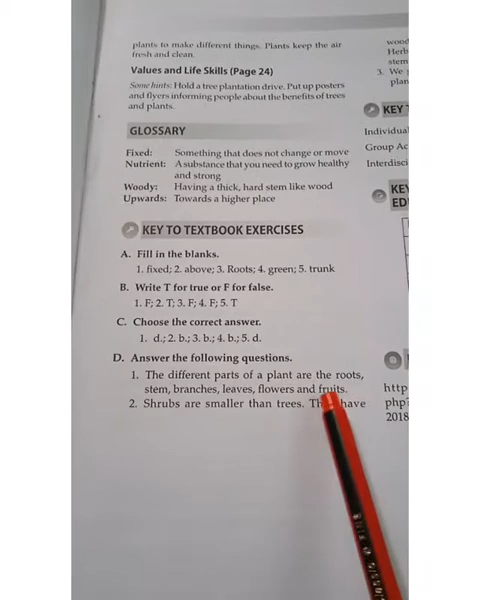 plants to make different things. Plants keep the air
fresh and clean.
Values and Life Skills (Page 24)
Some hints: Hold a tree plantation drive. Put up posters
and flyers informing people about the benefits of trees
and plants.
GLOSSARY
Fixed: Something that does not change or move
Nutrient: A substance that you need to grow healthy
and strong
Woody: Having a thick, hard stem like wood
Upwards: Towards a higher place
KEY TO TEXTBOOK EXERCISES
A. Fill in the blanks.
1. fixed; 2. above; 3. Roots; 4. green; 5. trunk
B. Write T for true or F for false.
1. F; 2. T; 3. F; 4. F; 5. T
C. Choose the correct answer.
1. d.; 2. b.; 3. b.; 4. b.; 5. d.
D. Answer the following questions.
1. The different parts of a plant are the roots,
stem, branches, leaves, flowers and fruits.
2. Shrubs are smaller than trees. have
wood
Herb
stem
3. We
plan
KEY
Individua
Group Ac
Interdisci
KEY
ED
http
php?
2018